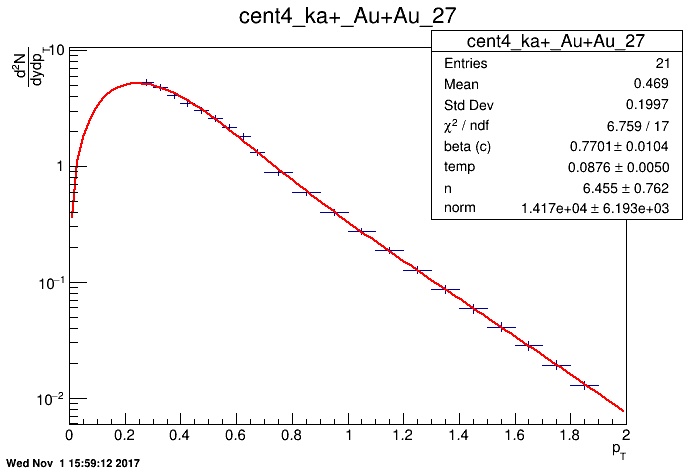 cent4_ka+_Au+Au_27
cent4_ka+_Au+Au_27
Entries 21
Mean 0.469
Std Dev 0.1997
χ² / ndf 6.759 / 17
beta (c) 0.7701 ± 0.0104
temp 0.0876 ± 0.0050
n 6.455 ± 0.762
norm 1.417e+04 ± 6.193e+03
d²N
dydp_T
10
1
10⁻¹
10⁻²
0 0.2 0.4 0.6 0.8 1 1.2 1.4 1.6 1.8 2
p_T
Wed Nov 1 15:59:12 2017